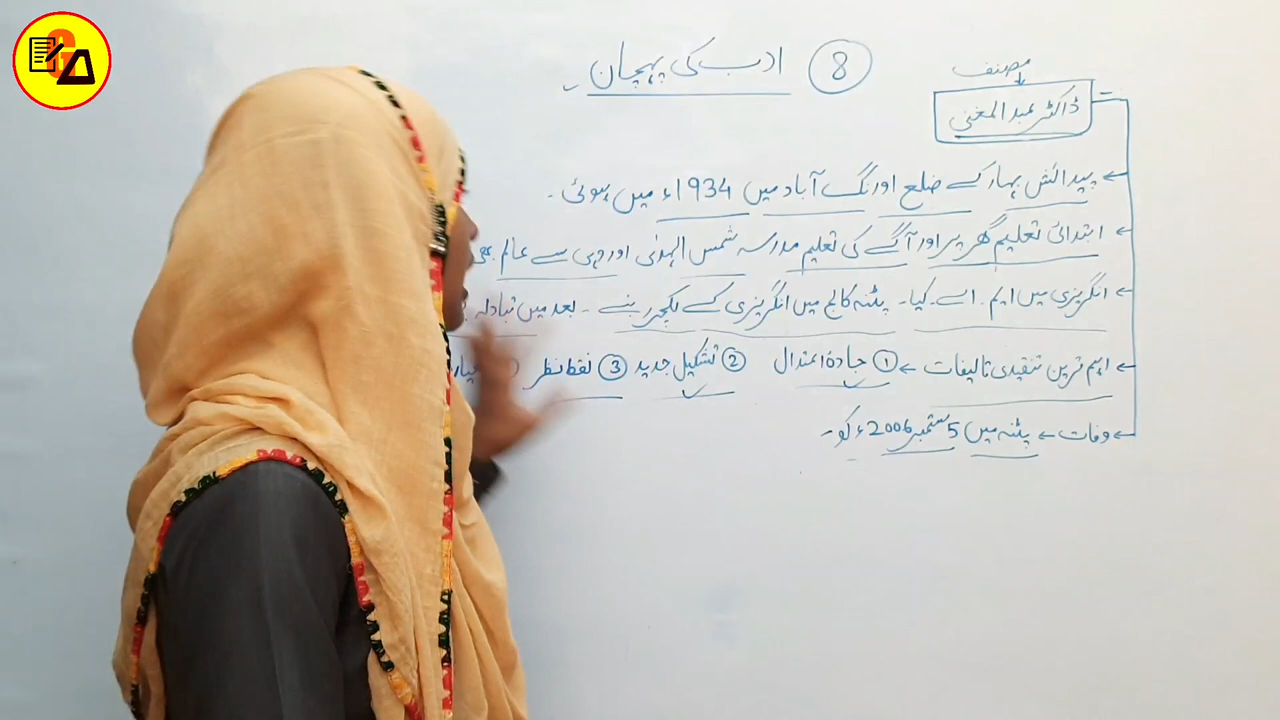 8 ادب کی پہچان ۔
مصنف
ڈاکٹر عبدالمغنی
پیدائش بہار کے ضلع اورنگ آباد میں 1934ء میں ہوئی ۔
ابتدائی تعلیم گھر پر اور آگے کی تعلیم مدرسہ شمس الہدیٰ اور وہی سے عالم بھی
انگریزی میں ایم ۔ اے ۔ کیا ۔ پٹنہ کالج میں انگریزی کے لکچرر بنے ۔ بعد میں تبادلہ
اہم ترین تنقیدی تالیفات ← ① جادۂ اعتدال ② تشکیل جدید ③ نقطہ نظر
وفات ← پٹنہ میں 5 ستمبر 2006ء کو ۔